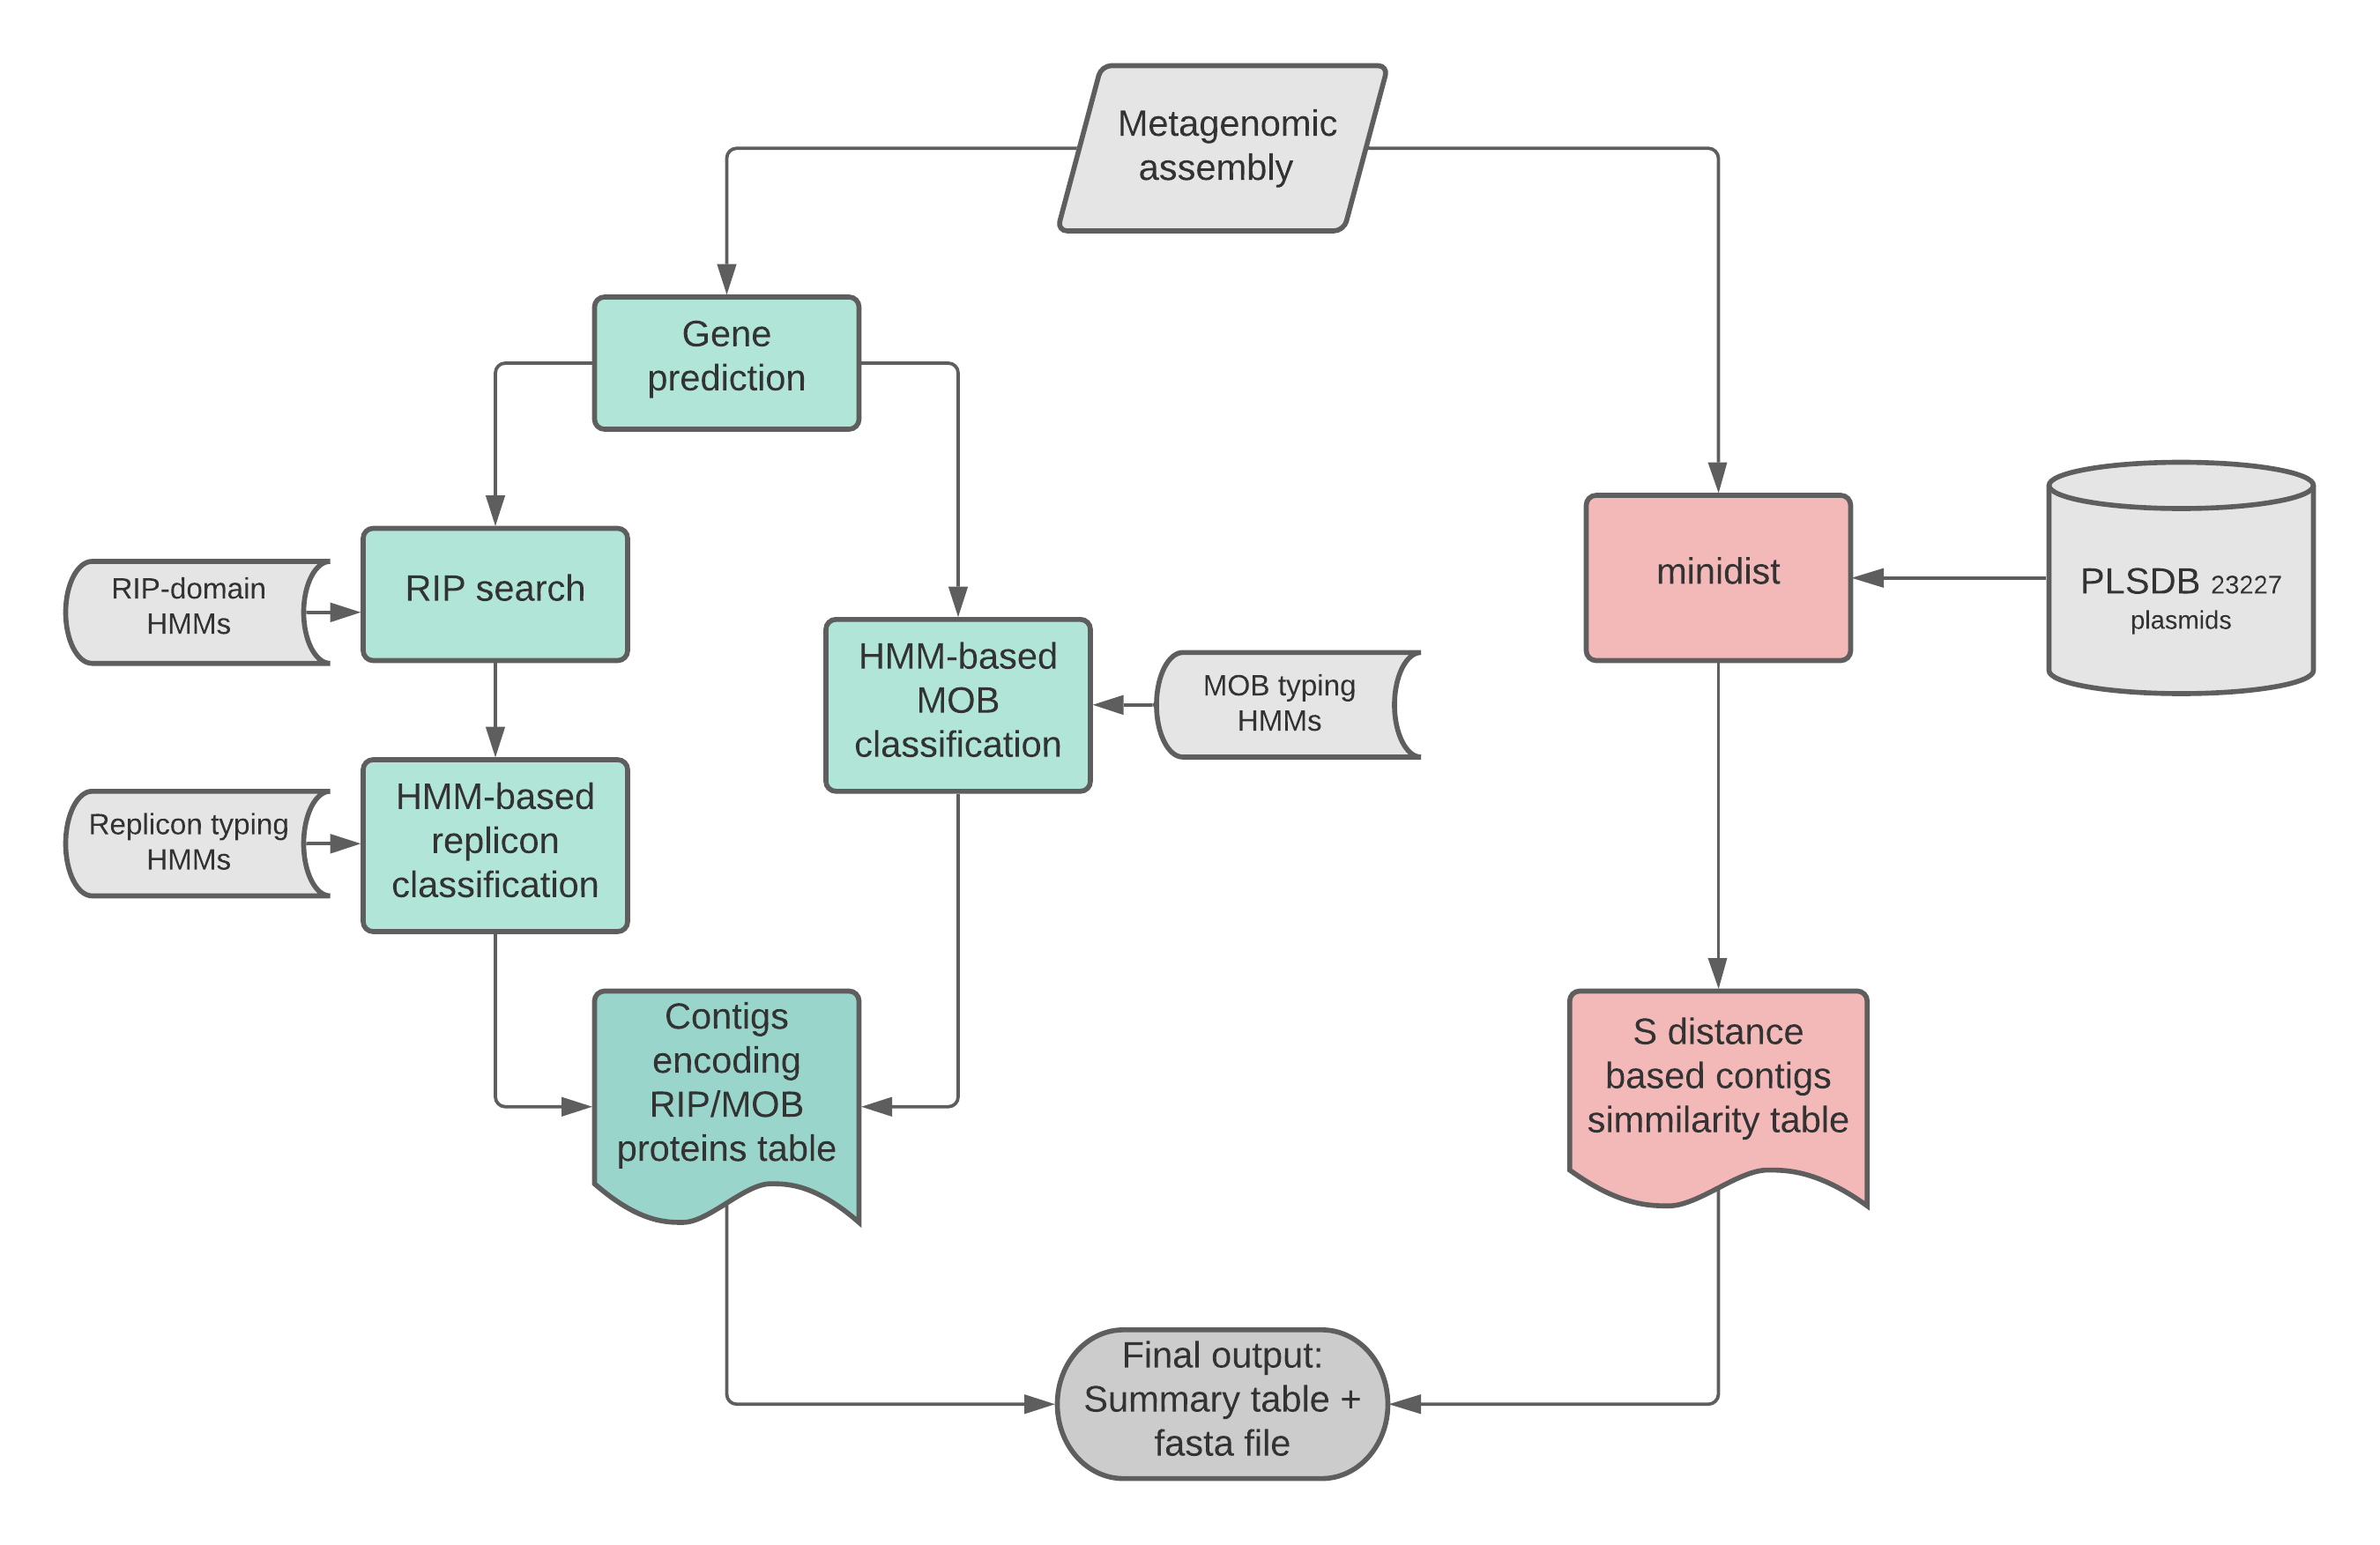 Metagenomic
assembly
Gene
prediction
RIP search
RIP-domain
HMMs
HMM-based
MOB
classification
MOB typing
HMMs
minidist
PLSDB 23227
plasmids
HMM-based
replicon
classification
Replicon typing
HMMs
Contigs
encoding
RIP/MOB
proteins table
S distance
based contigs
simmilarity table
Final output:
Summary table +
fasta file